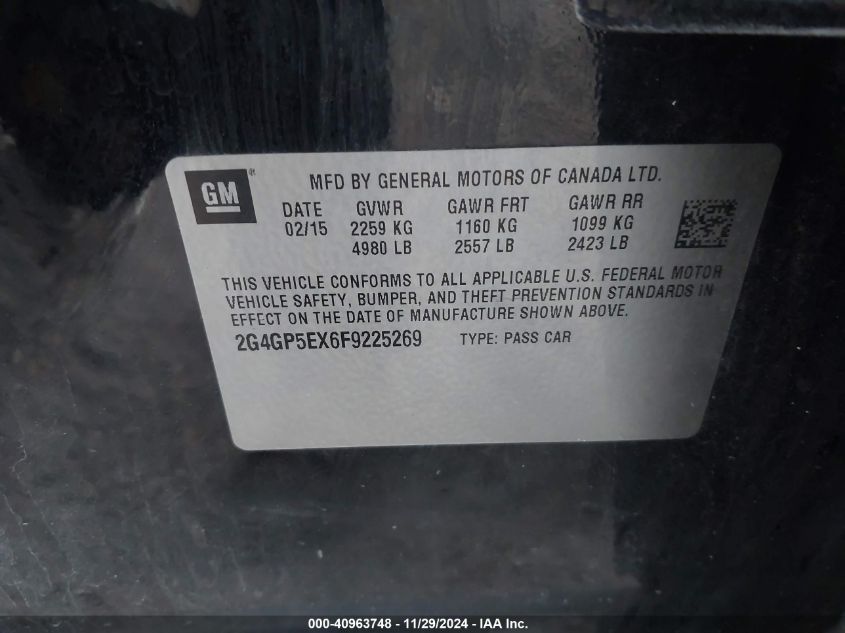 GM®
MFD BY GENERAL MOTORS OF CANADA LTD.
DATE GVWR GAWR FRT GAWR RR
02/15 2259 KG 1160 KG 1099 KG
4980 LB 2557 LB 2423 LB
THIS VEHICLE CONFORMS TO ALL APPLICABLE U.S. FEDERAL MOTOR
VEHICLE SAFETY, BUMPER, AND THEFT PREVENTION STANDARDS IN
EFFECT ON THE DATE OF MANUFACTURE SHOWN ABOVE.
2G4GP5EX6F9225269 TYPE: PASS CAR
000-40963748 - 11/29/2024 - IAA Inc.